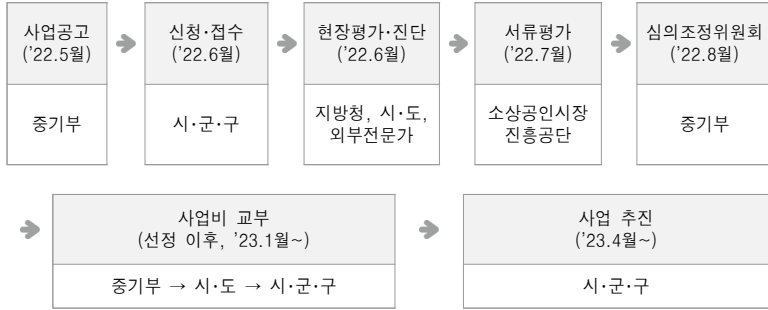 사업공고
('22.5월)
신청·접수
('22.6월)
현장평가·진단
('22.6월)
서류평가
('22.7월)
심의조정위원회
('22.8월)
중기부
시·군·구
지방청, 시·도,
외부전문가
소상공인시장
진흥공단
중기부
사업비 교부
(선정 이후, '23.1월~)
사업 추진
('23.4월~)
중기부 → 시·도 → 시·군·구
시·군·구